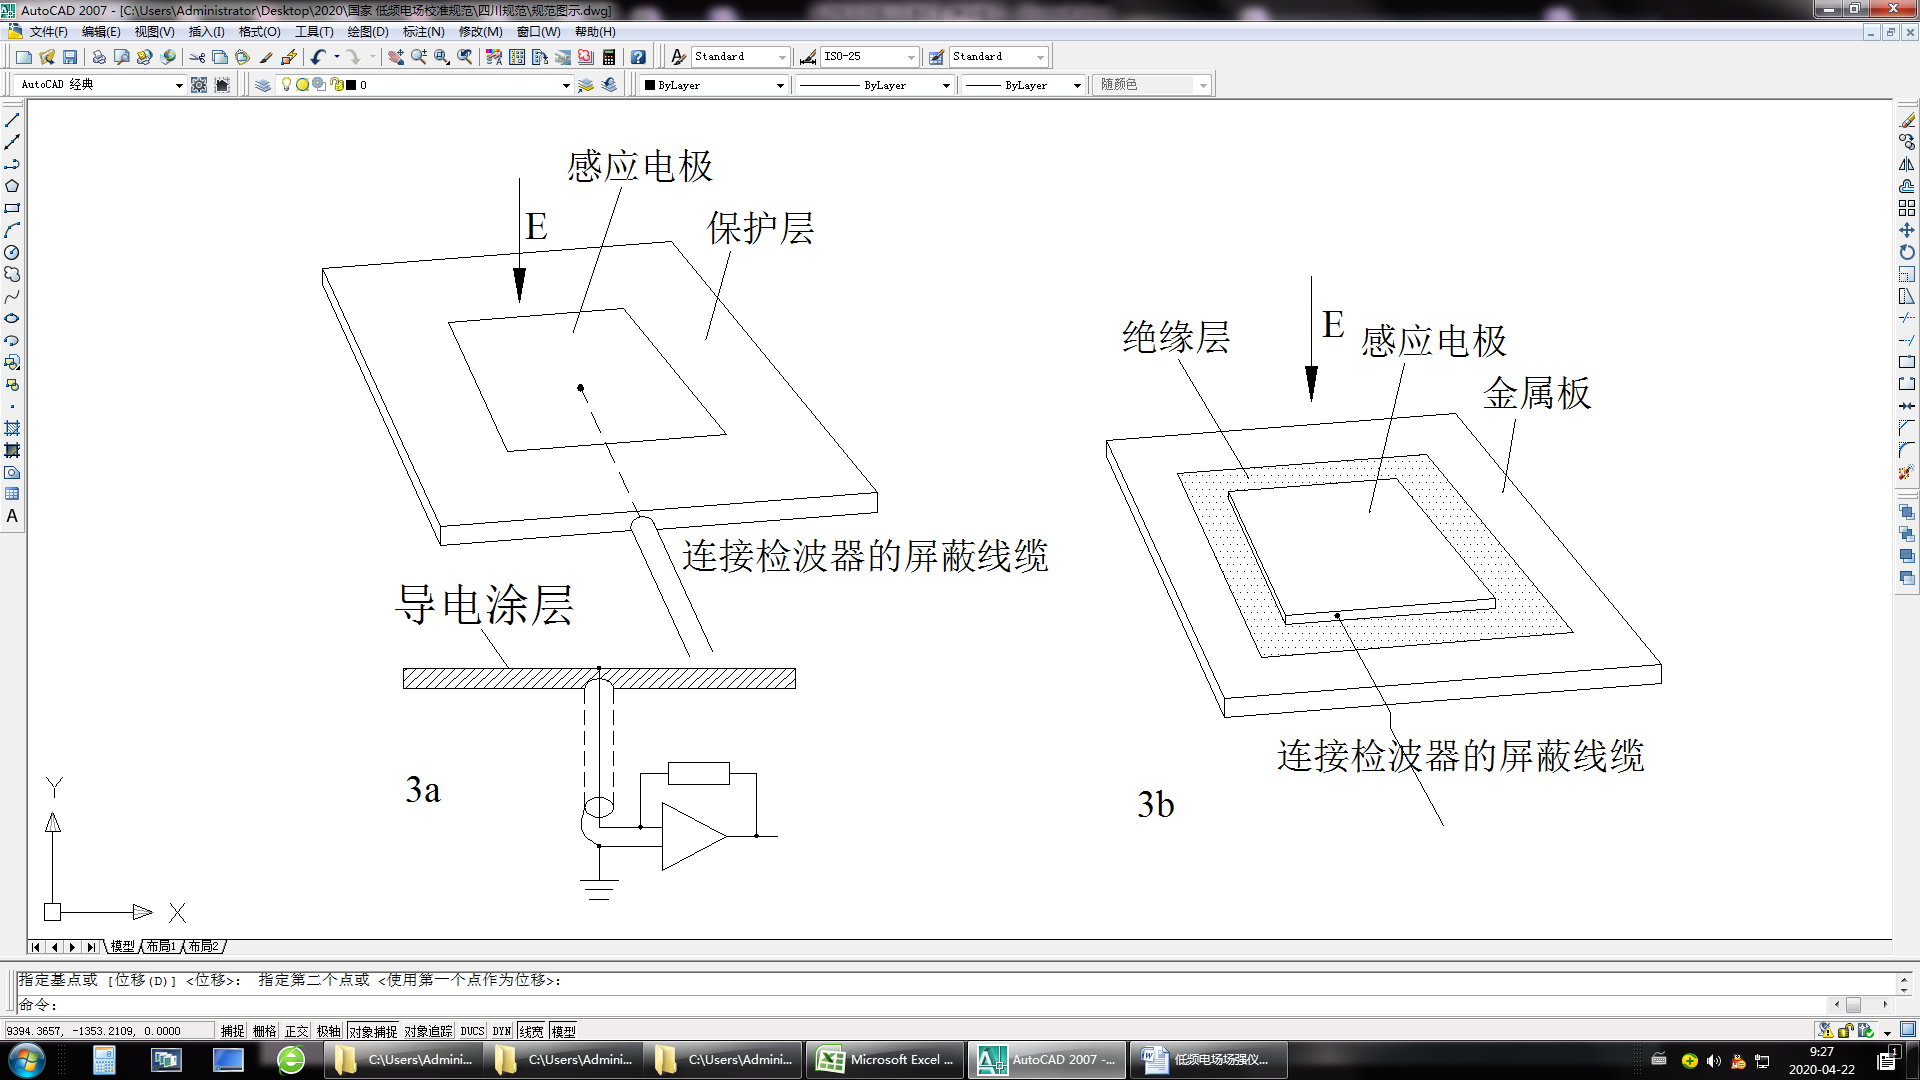 AutoCAD 2007 - [C:\Users\Administrator\Desktop\2020\国家 低频电场校准规范\四川规范\规范图示.dwg]
文件(F) 编辑(E) 视图(V) 插入(I) 格式(O) 工具(T) 绘图(D) 标注(N) 修改(M) 窗口(W) 帮助(H)
Standard ISO-25 Standard
AutoCAD 经典 0 ByLayer ByLayer ByLayer 随颜色
感应电极
E
保护层
连接检波器的屏蔽线缆
导电涂层
3a
E
绝缘层
感应电极
金属板
连接检波器的屏蔽线缆
3b
Y
X
A
模型 布局1 布局2
指定基点或 [位移(D)] <位移>: 指定第二个点或 <使用第一个点作为位移>:
命令:
9394.3657, -1353.2109, 0.0000 捕捉 栅格 正交 极轴 对象捕捉 对象追踪 DUCS DYN 线宽 模型
C:\Users\Admini... C:\Users\Admini... C:\Users\Admini... Microsoft Excel ... AutoCAD 2007 -... 低频电场场强仪...
9:27
2020-04-22
1